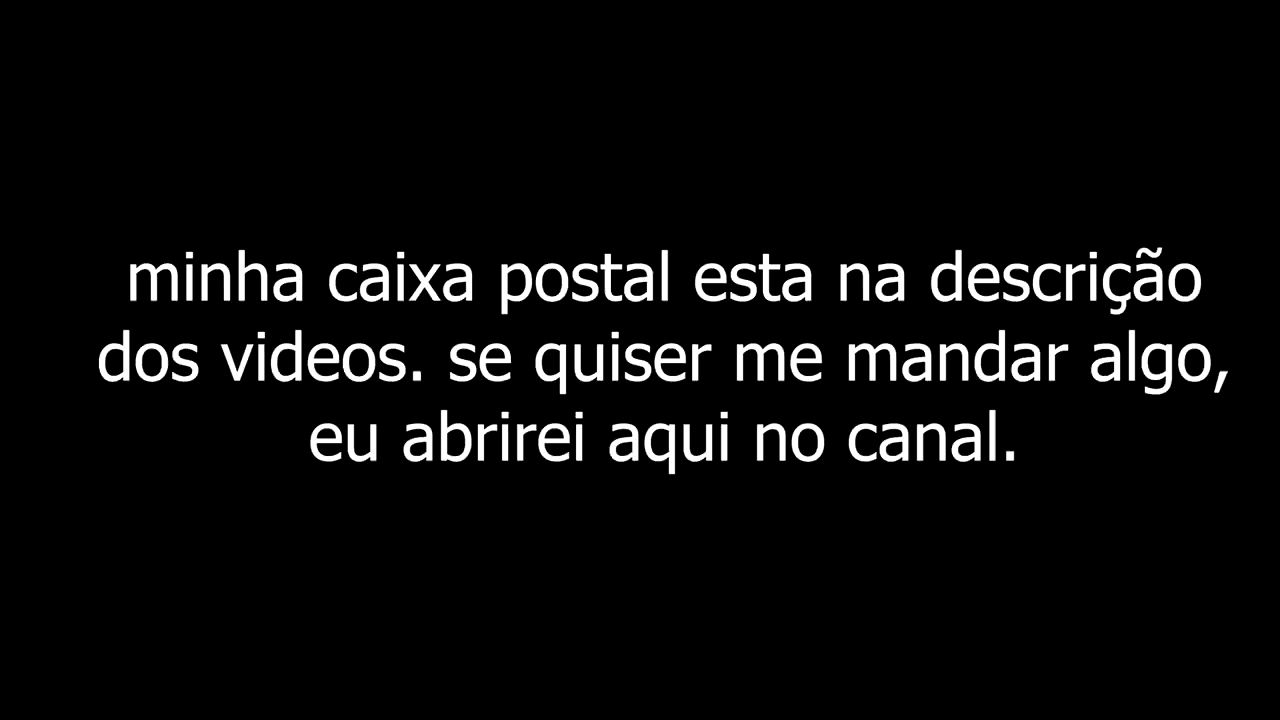 minha caixa postal esta na descrição
dos videos. se quiser me mandar algo,
eu abrirei aqui no canal.